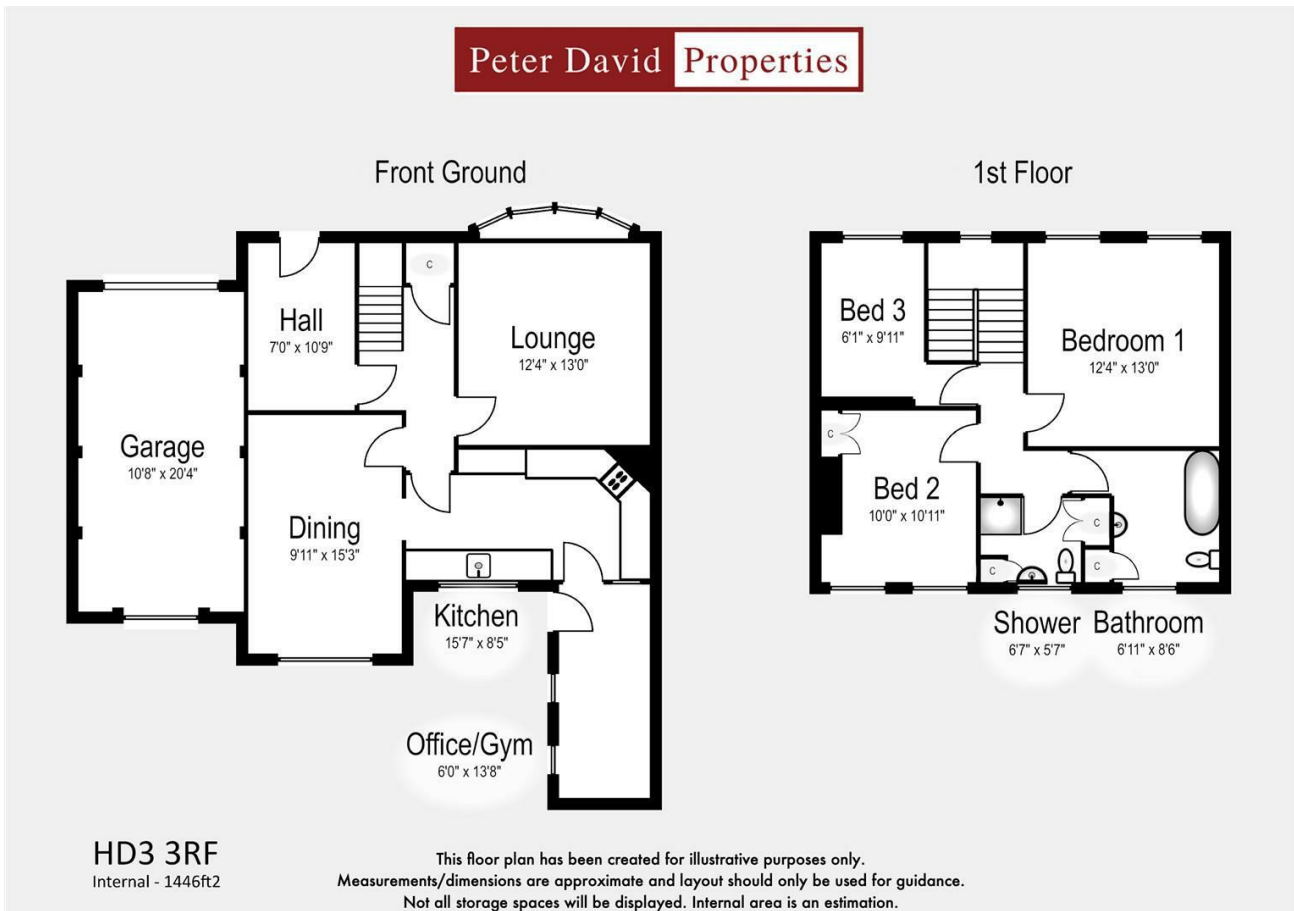 Peter David Properties
Front Ground
1st Floor
C
Hall
7'0" x 10'9"
Lounge
12'4" x 13'0"
Garage
10'8" x 20'4"
Dining
9'11" x 15'3"
Kitchen
15'7" x 8'5"
Office/Gym
6'0" x 13'8"
Bed 3
6'1" x 9'11"
Bedroom 1
12'4" x 13'0"
C
Bed 2
10'0" x 10'11"
C
C
C
Shower
6'7" x 5'7"
Bathroom
6'11" x 8'6"
HD3 3RF
Internal - 1446ft2
This floor plan has been created for illustrative purposes only.
Measurements/dimensions are approximate and layout should only be used for guidance.
Not all storage spaces will be displayed. Internal area is an estimation.